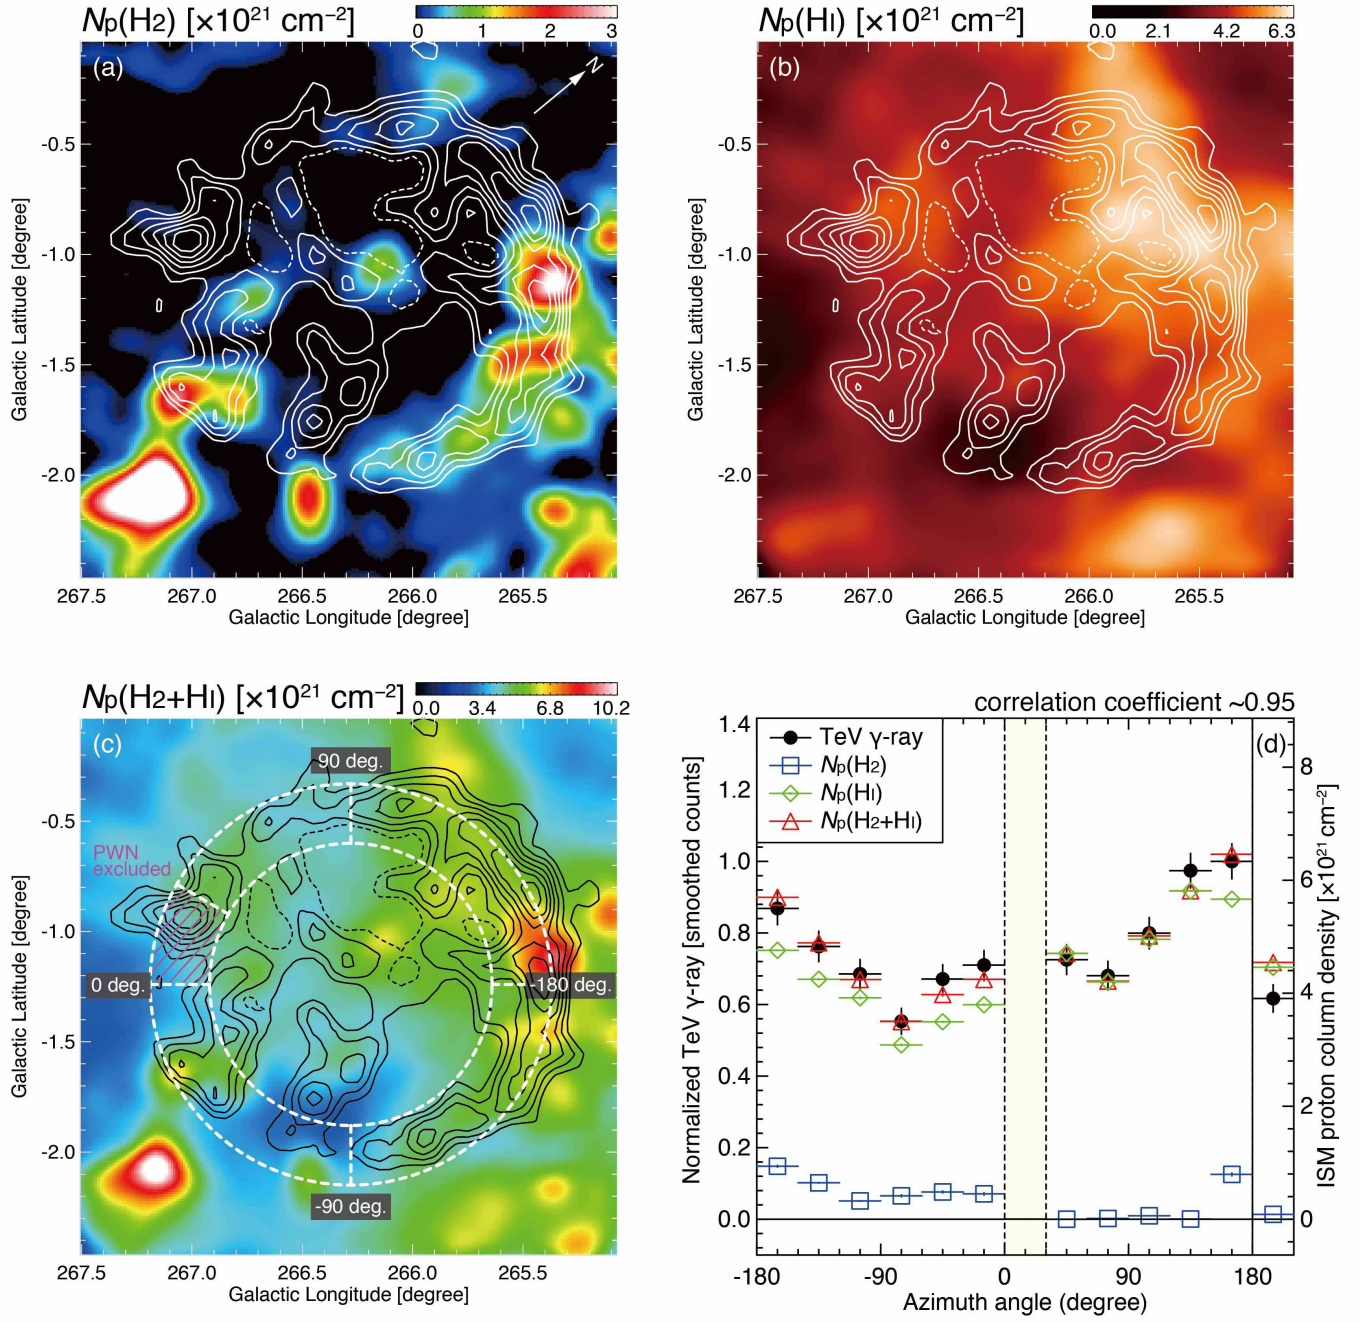 Np(H2) [×10²¹ cm⁻²]
0 1 2 3
(a)
N
-0.5
-1.0
-1.5
-2.0
Galactic Latitude [degree]
267.5 267.0 266.5 266.0 265.5
Galactic Longitude [degree]
Np(HI) [×10²¹ cm⁻²]
0.0 2.1 4.2 6.3
(b)
-0.5
-1.0
-1.5
-2.0
Galactic Latitude [degree]
267.5 267.0 266.5 266.0 265.5
Galactic Longitude [degree]
Np(H2+HI) [×10²¹ cm⁻²]
0.0 3.4 6.8 10.2
(c)
90 deg.
PWN
excluded
0 deg.
-180 deg.
-90 deg.
-0.5
-1.0
-1.5
-2.0
Galactic Latitude [degree]
267.5 267.0 266.5 266.0 265.5
Galactic Longitude [degree]
correlation coefficient ~0.95
(d)
TeV γ-ray
Np(H2)
Np(HI)
Np(H2+HI)
1.4
1.2
1.0
0.8
0.6
0.4
0.2
0.0
Normalized TeV γ-ray [smoothed counts]
8
6
4
2
0
ISM proton column density [×10²¹ cm⁻²]
-180 -90 0 90 180
Azimuth angle (degree)